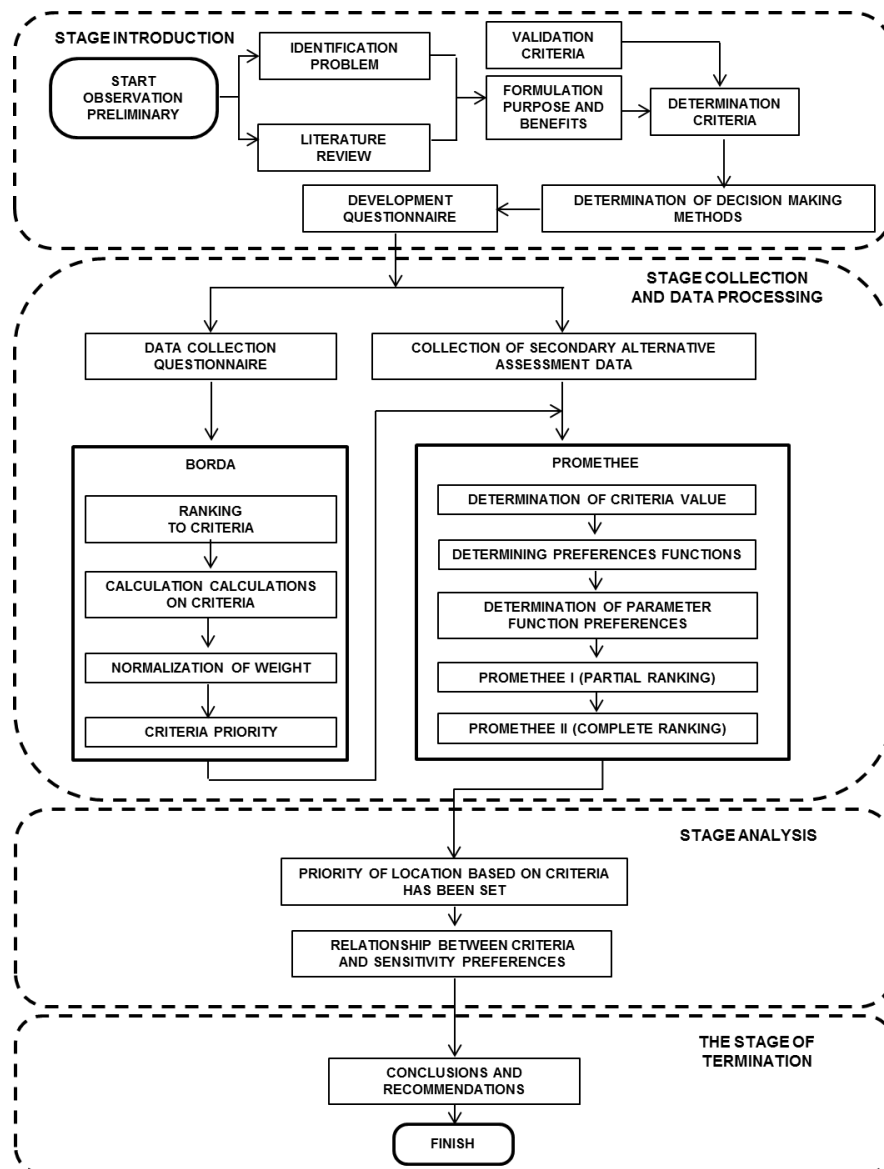 STAGE INTRODUCTION
START
OBSERVATION
PRELIMINARY
IDENTIFICATION
PROBLEM
LITERATURE
REVIEW
VALIDATION
CRITERIA
FORMULATION
PURPOSE AND
BENEFITS
DETERMINATION
CRITERIA
DETERMINATION OF DECISION MAKING
METHODS
DEVELOPMENT
QUESTIONNAIRE
STAGE COLLECTION
AND DATA PROCESSING
DATA COLLECTION
QUESTIONNAIRE
COLLECTION OF SECONDARY ALTERNATIVE
ASSESSMENT DATA
BORDA
RANKING
TO CRITERIA
CALCULATION CALCULATIONS
ON CRITERIA
NORMALIZATION OF WEIGHT
CRITERIA PRIORITY
PROMETHEE
DETERMINATION OF CRITERIA VALUE
DETERMINING PREFERENCES FUNCTIONS
DETERMINATION OF PARAMETER
FUNCTION PREFERENCES
PROMETHEE I (PARTIAL RANKING)
PROMETHEE II (COMPLETE RANKING)
STAGE ANALYSIS
PRIORITY OF LOCATION BASED ON CRITERIA
HAS BEEN SET
RELATIONSHIP BETWEEN CRITERIA
AND SENSITIVITY PREFERENCES
THE STAGE OF
TERMINATION
CONCLUSIONS AND
RECOMMENDATIONS
FINISH